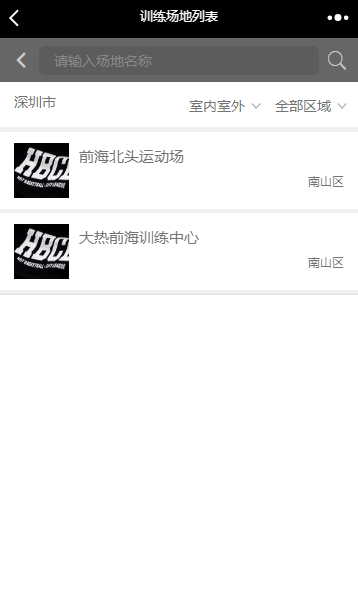 训练场地列表
请输入场地名称
深圳市 室内室外 全部区域
前海北头运动场
南山区
大热前海训练中心
南山区